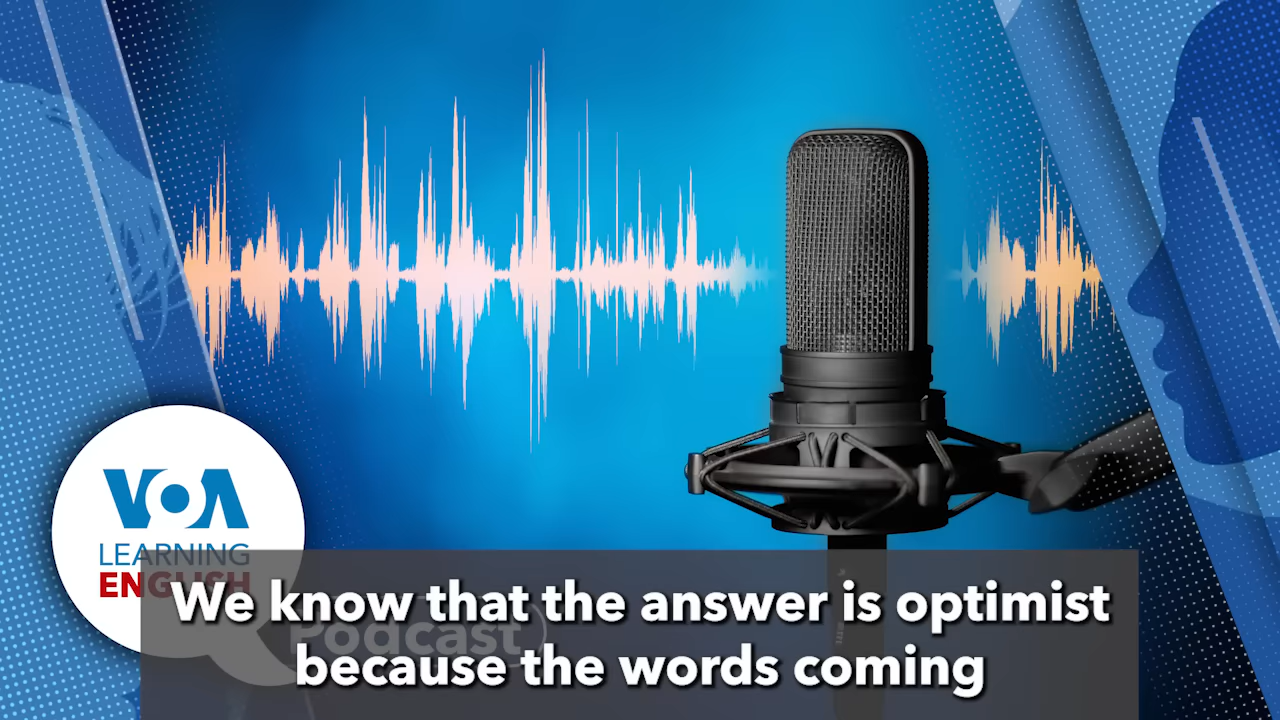 VOA
LEARNING
ENGLISH
Podcast
We know that the answer is optimist
because the words coming